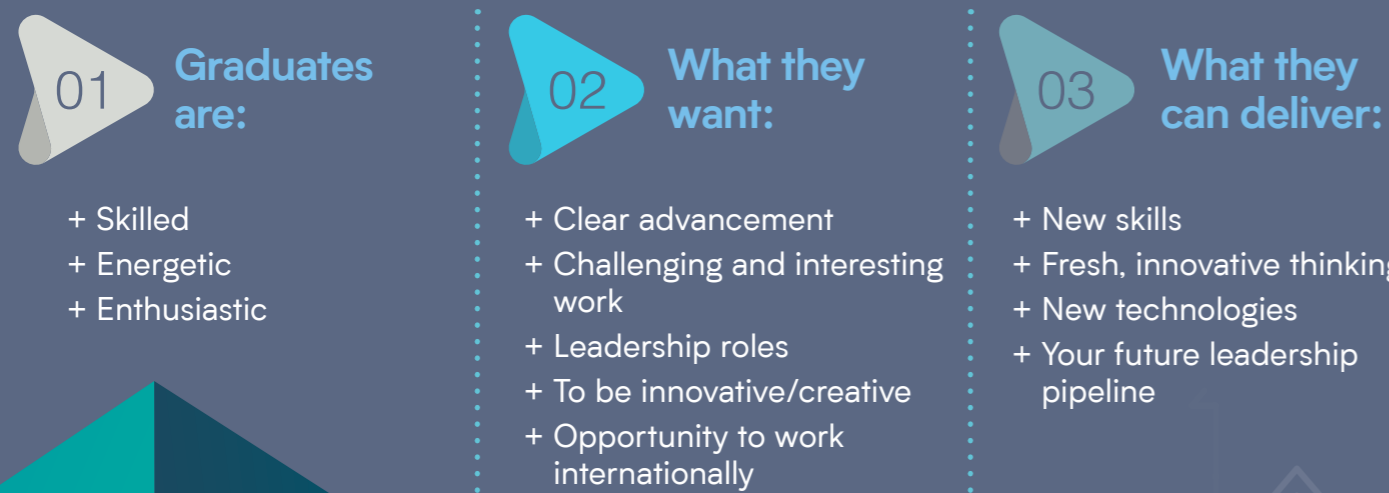 01
Graduates
are:
+ Skilled
+ Energetic
+ Enthusiastic
02
What they
want:
+ Clear advancement
+ Challenging and interesting
work
+ Leadership roles
+ To be innovative/creative
+ Opportunity to work
internationally
03
What they
can deliver:
+ New skills
+ Fresh, innovative thinking
+ New technologies
+ Your future leadership
pipeline